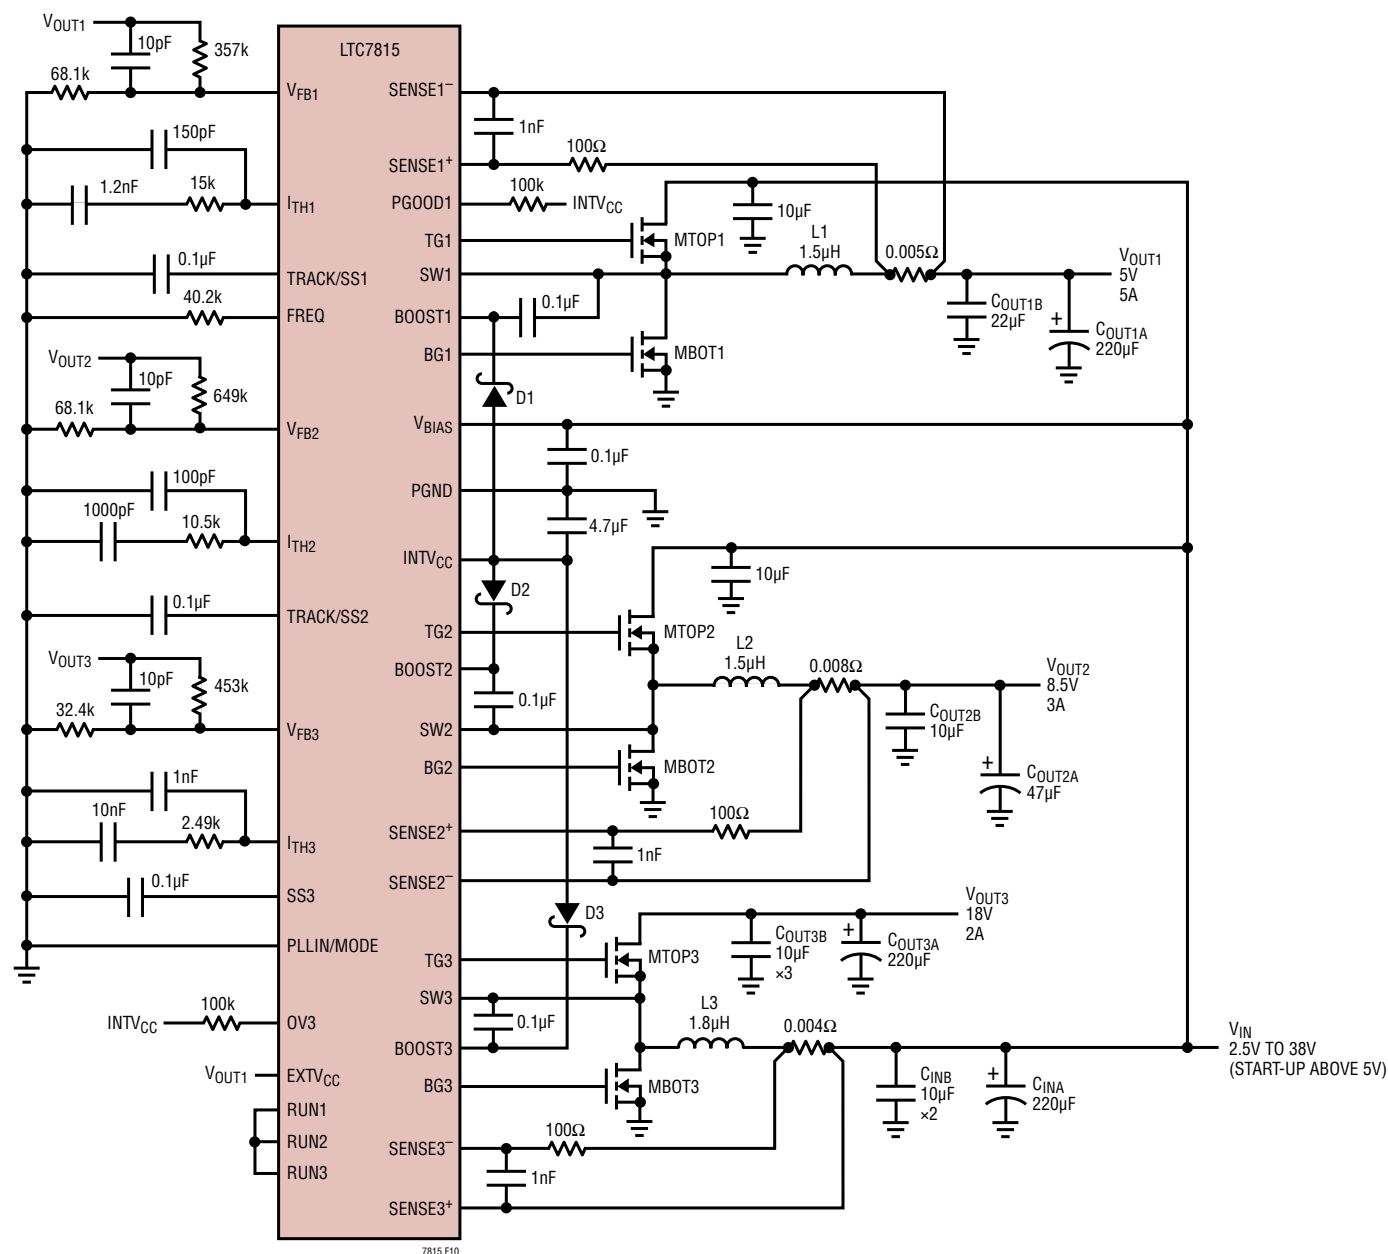 LTC7815
VOUT1
10pF
357k
68.1k
VFB1
150pF
1.2nF
15k
ITH1
0.1µF
TRACK/SS1
40.2k
FREQ
VOUT2
10pF
649k
68.1k
VFB2
100pF
1000pF
10.5k
ITH2
0.1µF
TRACK/SS2
VOUT3
10pF
453k
32.4k
VFB3
1nF
10nF
2.49k
ITH3
0.1µF
SS3
PLLIN/MODE
INTVCC
100k
OV3
VOUT1
EXTVCC
RUN1
RUN2
RUN3
SENSE1–
1nF
SENSE1+
100Ω
PGOOD1
100k
INTVCC
10µF
TG1
MTOP1
SW1
L1
1.5µH
0.005Ω
VOUT1
5V
5A
BOOST1
0.1µF
COUT1B
22µF
+
COUT1A
220µF
BG1
MBOT1
D1
VBIAS
0.1µF
PGND
4.7µF
INTVCC
10µF
D2
TG2
MTOP2
BOOST2
0.1µF
L2
1.5µH
0.008Ω
VOUT2
8.5V
3A
SW2
COUT2B
10µF
+
COUT2A
47µF
BG2
MBOT2
SENSE2+
100Ω
1nF
SENSE2–
D3
VOUT3
18V
2A
COUT3B
10µF
×3
+
COUT3A
220µF
TG3
MTOP3
SW3
0.1µF
BOOST3
L3
1.8µH
0.004Ω
VIN
2.5V TO 38V
(START-UP ABOVE 5V)
BG3
MBOT3
CINB
10µF
×2
+
CINA
220µF
SENSE3–
100Ω
1nF
SENSE3+
7815 F10